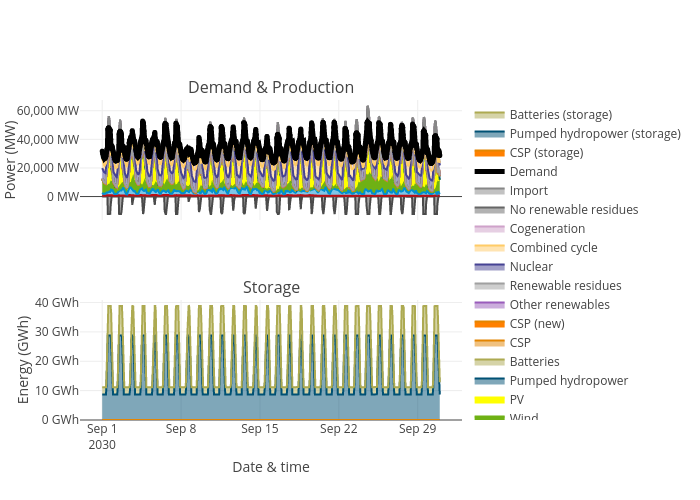 Demand & Production
60,000 MW
40,000 MW
20,000 MW
0 MW
Power (MW)
Storage
40 GWh
30 GWh
20 GWh
10 GWh
0 GWh
Energy (GWh)
Sep 1
2030
Sep 8
Sep 15
Sep 22
Sep 29
Date & time
Batteries (storage)
Pumped hydropower (storage)
CSP (storage)
Demand
Import
No renewable residues
Cogeneration
Combined cycle
Nuclear
Renewable residues
Other renewables
CSP (new)
CSP
Batteries
Pumped hydropower
PV
Wind